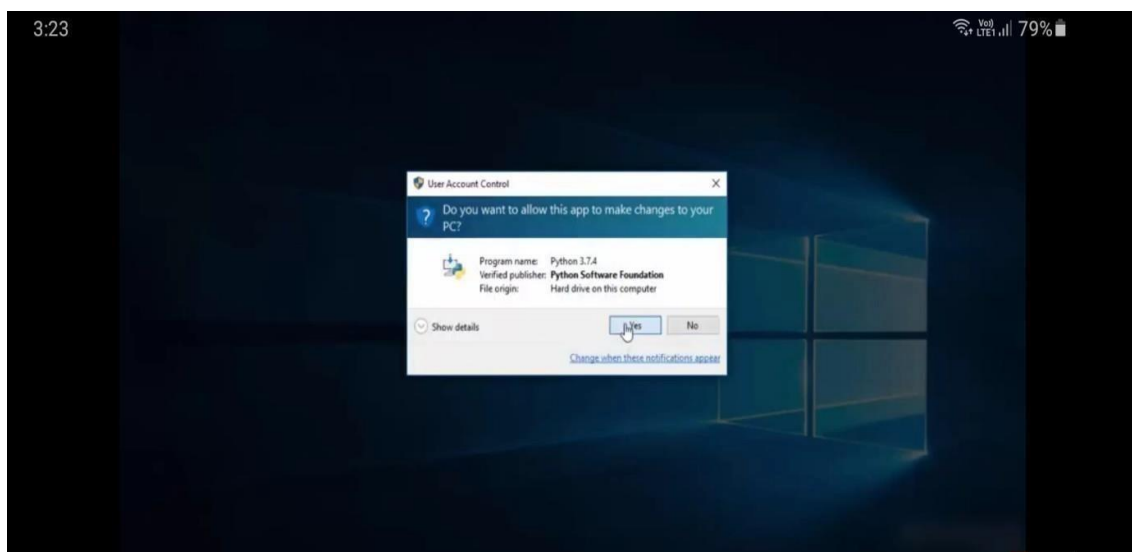 3:23
Vo)) LTE1 79%
User Account Control
Do you want to allow this app to make changes to your
PC?
Program name: Python 3.7.4
Verified publisher: Python Software Foundation
File origin: Hard drive on this computer
Show details
Yes No
Change when these notifications appear